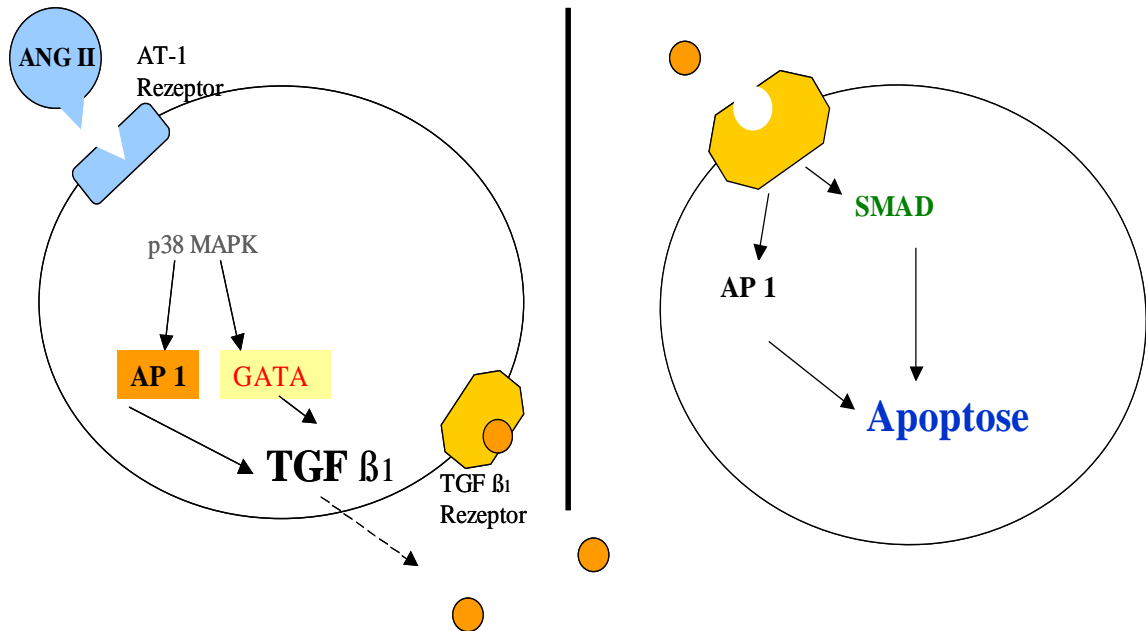 ANG II
AT-1
Rezeptor
p38 MAPK
AP 1
GATA
TGF ß1
TGF ß1
Rezeptor
SMAD
AP 1
Apoptose